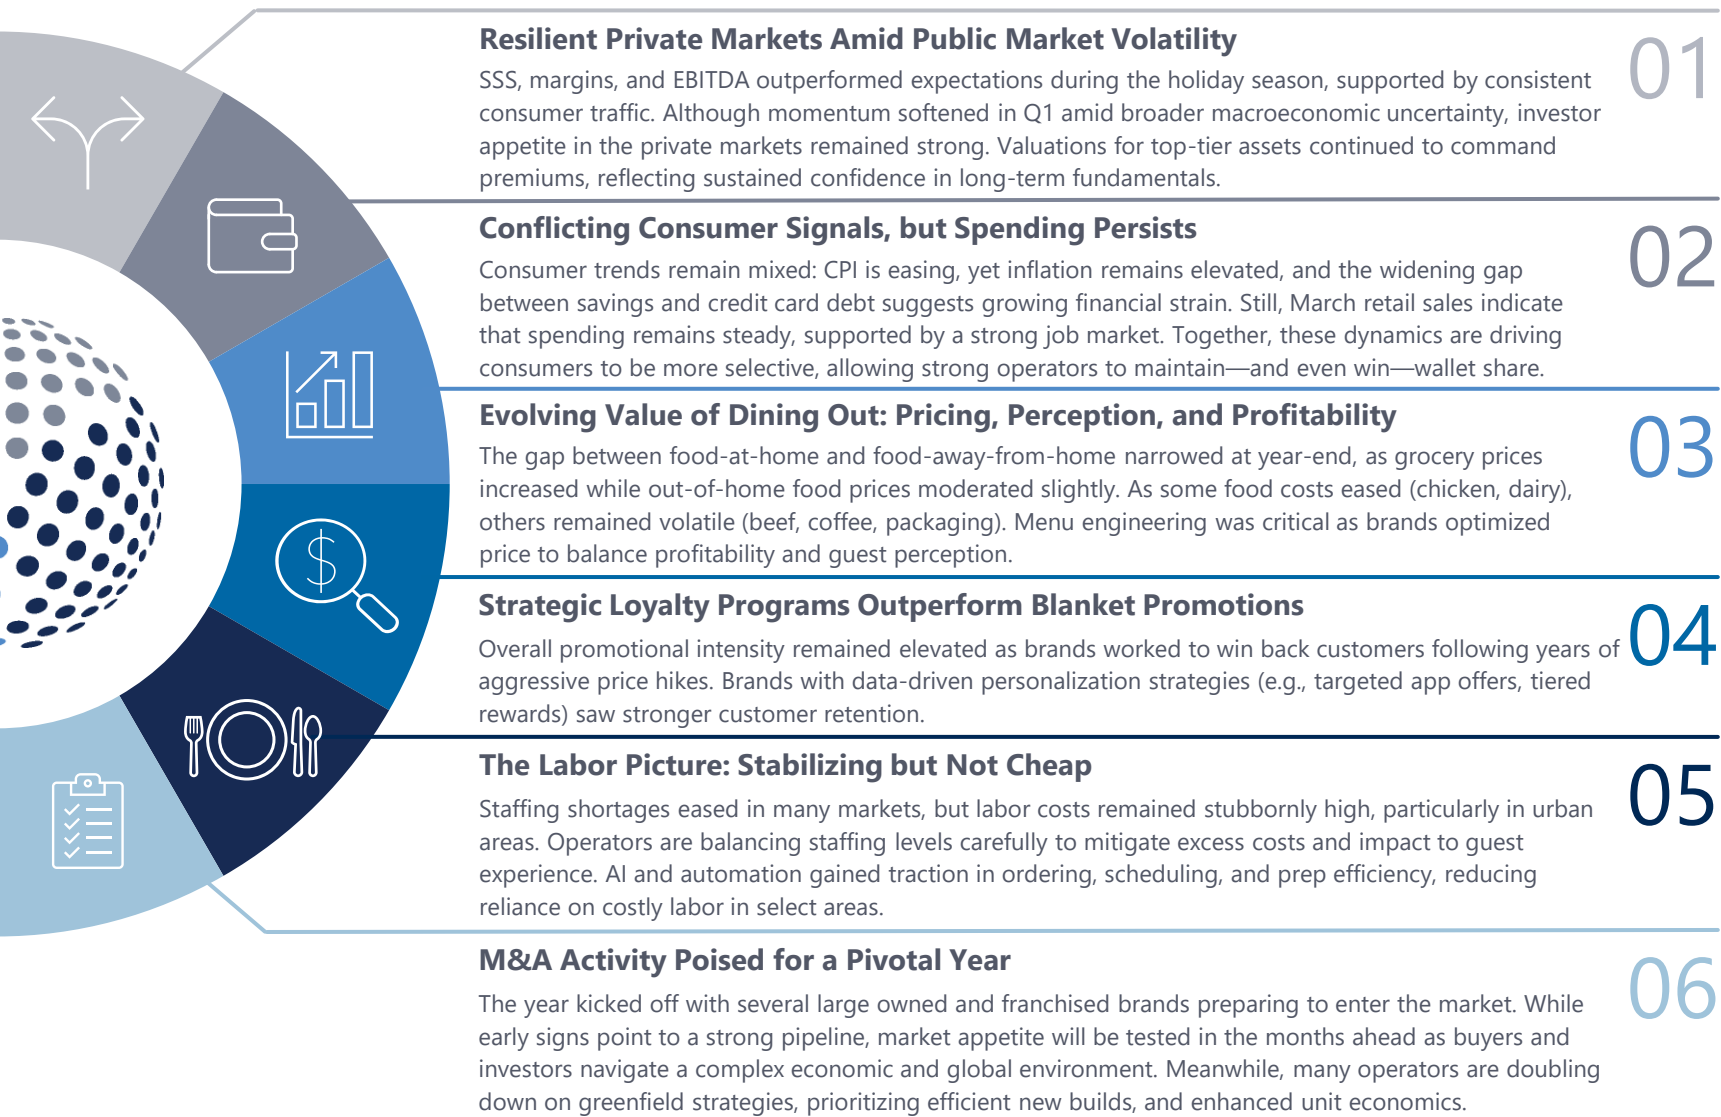 Resilient Private Markets Amid Public Market Volatility
01
SSS, margins, and EBITDA outperformed expectations during the holiday season, supported by consistent
consumer traffic. Although momentum softened in Q1 amid broader macroeconomic uncertainty, investor
appetite in the private markets remained strong. Valuations for top-tier assets continued to command
premiums, reflecting sustained confidence in long-term fundamentals.
Conflicting Consumer Signals, but Spending Persists
02
Consumer trends remain mixed: CPI is easing, yet inflation remains elevated, and the widening gap
between savings and credit card debt suggests growing financial strain. Still, March retail sales indicate
that spending remains steady, supported by a strong job market. Together, these dynamics are driving
consumers to be more selective, allowing strong operators to maintain—and even win—wallet share.
Evolving Value of Dining Out: Pricing, Perception, and Profitability
03
The gap between food-at-home and food-away-from-home narrowed at year-end, as grocery prices
increased while out-of-home food prices moderated slightly. As some food costs eased (chicken, dairy),
others remained volatile (beef, coffee, packaging). Menu engineering was critical as brands optimized
price to balance profitability and guest perception.
Strategic Loyalty Programs Outperform Blanket Promotions
04
Overall promotional intensity remained elevated as brands worked to win back customers following years of
aggressive price hikes. Brands with data-driven personalization strategies (e.g., targeted app offers, tiered
rewards) saw stronger customer retention.
The Labor Picture: Stabilizing but Not Cheap
05
Staffing shortages eased in many markets, but labor costs remained stubbornly high, particularly in urban
areas. Operators are balancing staffing levels carefully to mitigate excess costs and impact to guest
experience. AI and automation gained traction in ordering, scheduling, and prep efficiency, reducing
reliance on costly labor in select areas.
M&A Activity Poised for a Pivotal Year
06
The year kicked off with several large owned and franchised brands preparing to enter the market. While
early signs point to a strong pipeline, market appetite will be tested in the months ahead as buyers and
investors navigate a complex economic and global environment. Meanwhile, many operators are doubling
down on greenfield strategies, prioritizing efficient new builds, and enhanced unit economics.